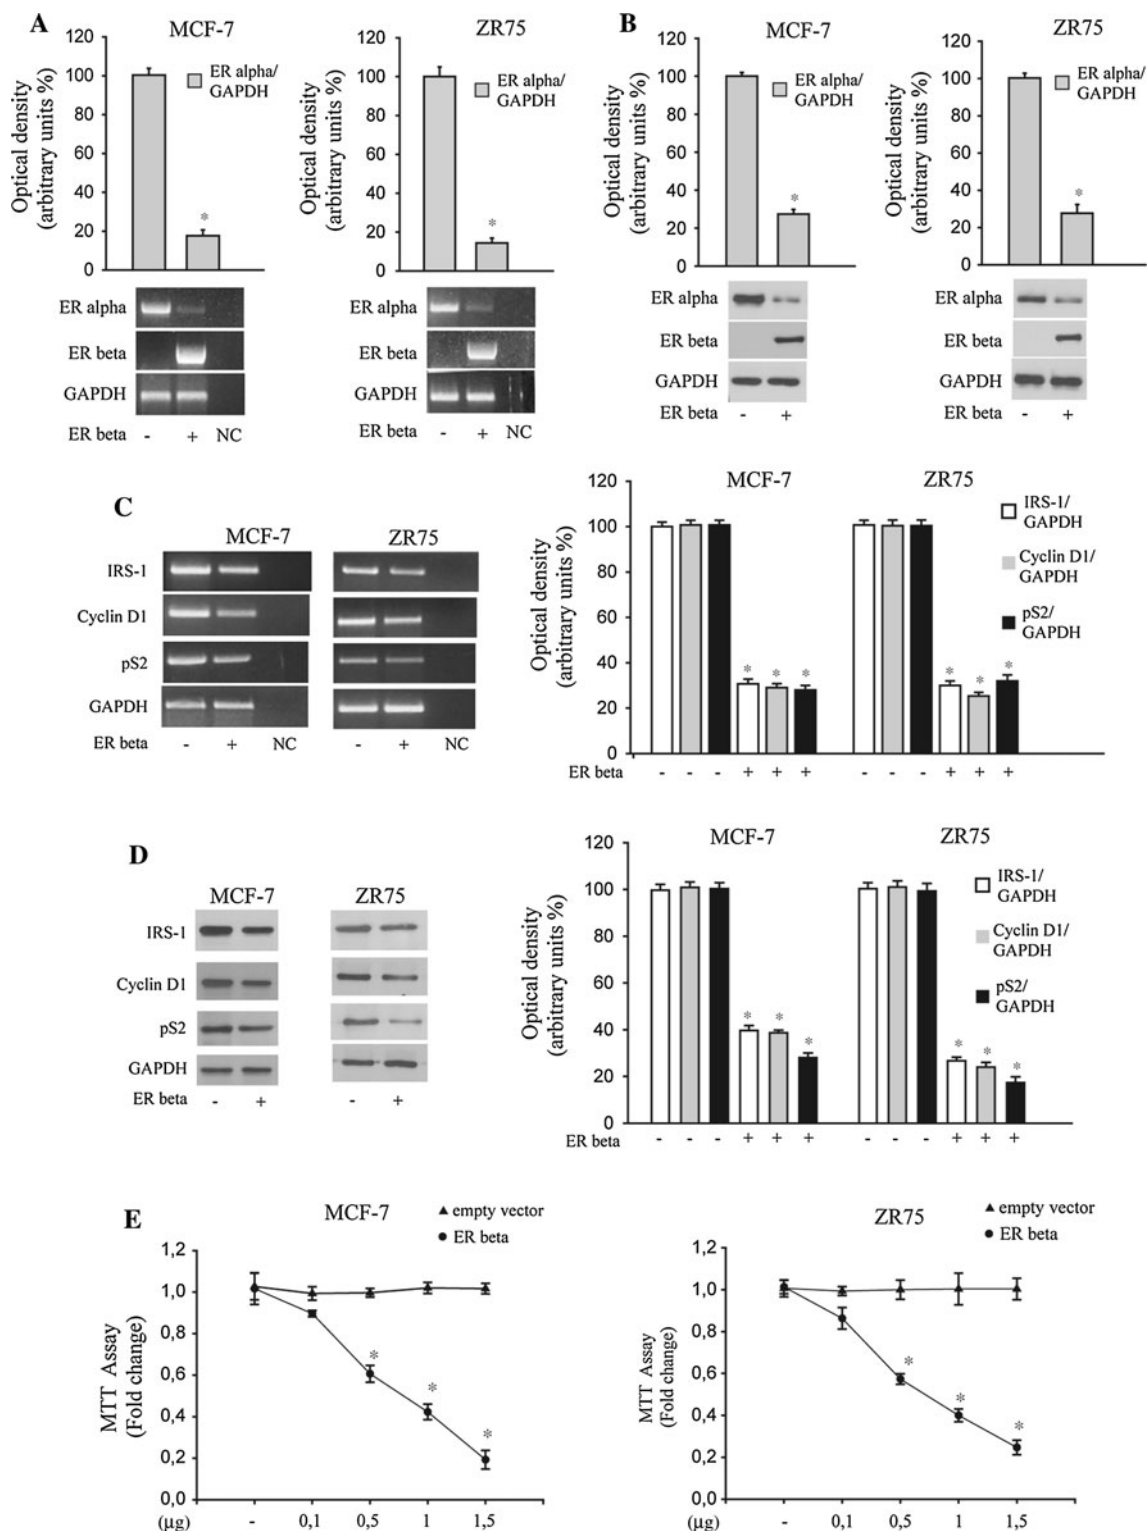 A
MCF-7
Optical density
(arbitrary units %)
120
100
80
60
40
20
0
ER alpha/
GAPDH
*
ER alpha
ER beta
GAPDH
ER beta - + NC
ZR75
Optical density
(arbitrary units %)
120
100
80
60
40
20
0
ER alpha/
GAPDH
*
ER alpha
ER beta
GAPDH
ER beta - + NC
B
MCF-7
Optical density
(arbitrary units %)
120
100
80
60
40
20
0
ER alpha/
GAPDH
*
ER alpha
ER beta
GAPDH
ER beta - +
ZR75
Optical density
(arbitrary units %)
120
100
80
60
40
20
0
ER alpha/
GAPDH
*
ER alpha
ER beta
GAPDH
ER beta - +
C
MCF-7 ZR75
IRS-1
Cyclin D1
pS2
GAPDH
ER beta - + NC - + NC
MCF-7 ZR75
Optical density
(arbitrary units %)
120
100
80
60
40
20
0
* * * * * *
ER beta - - - + + + - - - + + +
IRS-1/
GAPDH
Cyclin D1/
GAPDH
pS2/
GAPDH
D
MCF-7 ZR75
IRS-1
Cyclin D1
pS2
GAPDH
ER beta - + - +
MCF-7 ZR75
Optical density
(arbitrary units %)
120
100
80
60
40
20
0
* * * * * *
ER beta - - - + + + - - - + + +
IRS-1/
GAPDH
Cyclin D1/
GAPDH
pS2/
GAPDH
E
MCF-7
empty vector
ER beta
MTT Assay
(Fold change)
1,2
1,0
0,8
0,6
0,4
0,2
0,0
* * *
(µg) - 0,1 0,5 1 1,5
ZR75
empty vector
ER beta
MTT Assay
(Fold change)
1,2
1,0
0,8
0,6
0,4
0,2
0,0
* * *
(µg) - 0,1 0,5 1 1,5